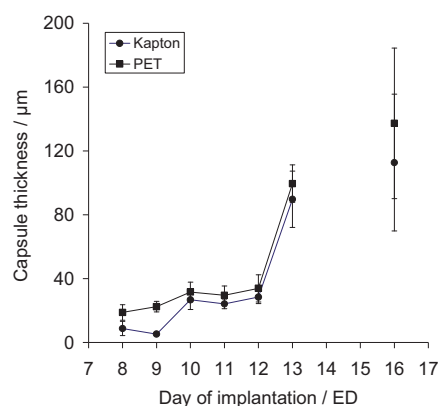 200
160
120
80
40
0
Kapton
PET
Capsule thickness / µm
7 8 9 10 11 12 13 14 15 16 17
Day of implantation / ED